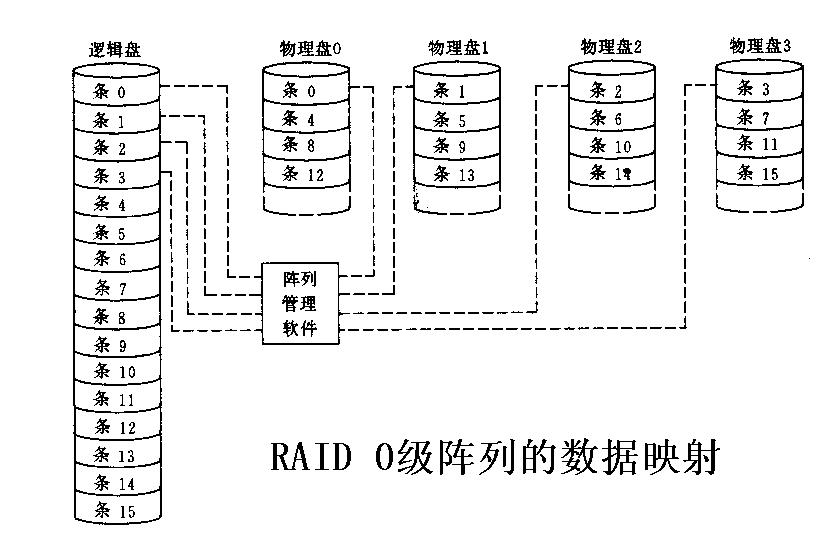 逻辑盘 物理盘0 物理盘1 物理盘2 物理盘3
条 0 条 0 条 1 条 2 条 3
条 1 条 4 条 5 条 6 条 7
条 2 条 8 条 9 条 10 条 11
条 3 条 12 条 13 条 15
条 4
条 5
条 6
条 7
条 8
条 9
条 10
条 11
条 12
条 13
条 14
条 15
阵列
管理
软件
RAID 0级阵列的数据映射